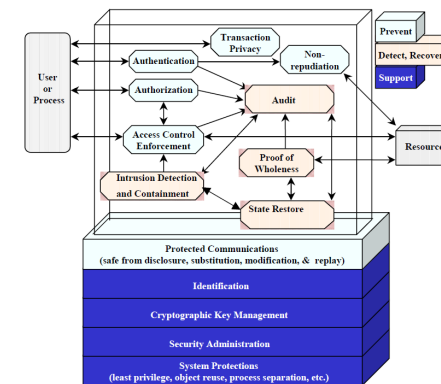 Transaction
Privacy
Prevent
Non-
repudiation
Detect, Recover
User
or
Process
Authentication
Support
Authorization
Audit
Access Control
Enforcement
Resource
Proof of
Wholeness
Intrusion Detection
and Containment
State Restore
Protected Communications
(safe from disclosure, substitution, modification, & replay)
Identification
Cryptographic Key Management
Security Administration
System Protections
(least privilege, object reuse, process separation, etc.)